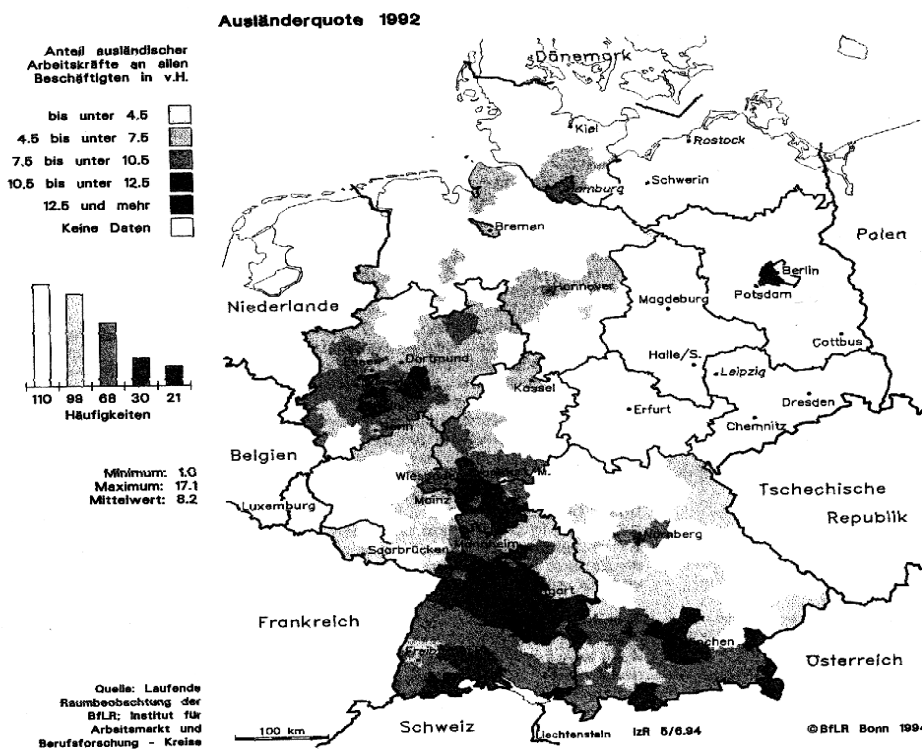 Ausländerquote 1992
Anteil ausländischer
Arbeitskräfte an allen
Beschäftigten in v.H.
bis unter 4.5
4.5 bis unter 7.5
7.5 bis unter 10.5
10.5 bis unter 12.5
12.5 und mehr
Keine Daten
110 99 68 30 21
Häufigkeiten
Minimum: 1.0
Maximum: 17.1
Mittelwert: 8.2
Quelle: Laufende
Raumbeobachtung der
BfLR; Institut für
Arbeitsmarkt und
Berufsforschung - Kreise
Dänemark
Kiel
Rostock
Schwerin
Bremen
Polen
Berlin
Potsdam
Niederlande
Magdeburg
Cottbus
Dortmund
Halle/S.
Leipzig
Kassel
Dresden
Erfurt
Chemnitz
Belgien
Mainz
Luxemburg
Tschechische
Republik
Saarbrücken
Frankreich
Österreich
Schweiz
Liechtenstein
100 km
IzR 5/6.94
©BfLR Bonn 1994